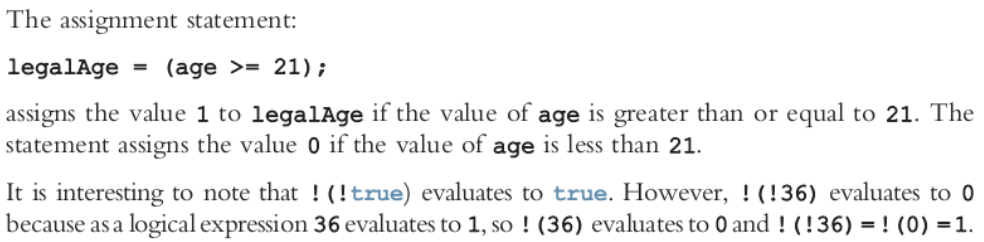 The assignment statement:
legalAge = (age >= 21);
assigns the value 1 to legalAge if the value of age is greater than or equal to 21. The
statement assigns the value 0 if the value of age is less than 21.
It is interesting to note that !(!true) evaluates to true. However, !(!36) evaluates to 0
because as a logical expression 36 evaluates to 1, so !(36) evaluates to 0 and !(!36) = !(0) =1.